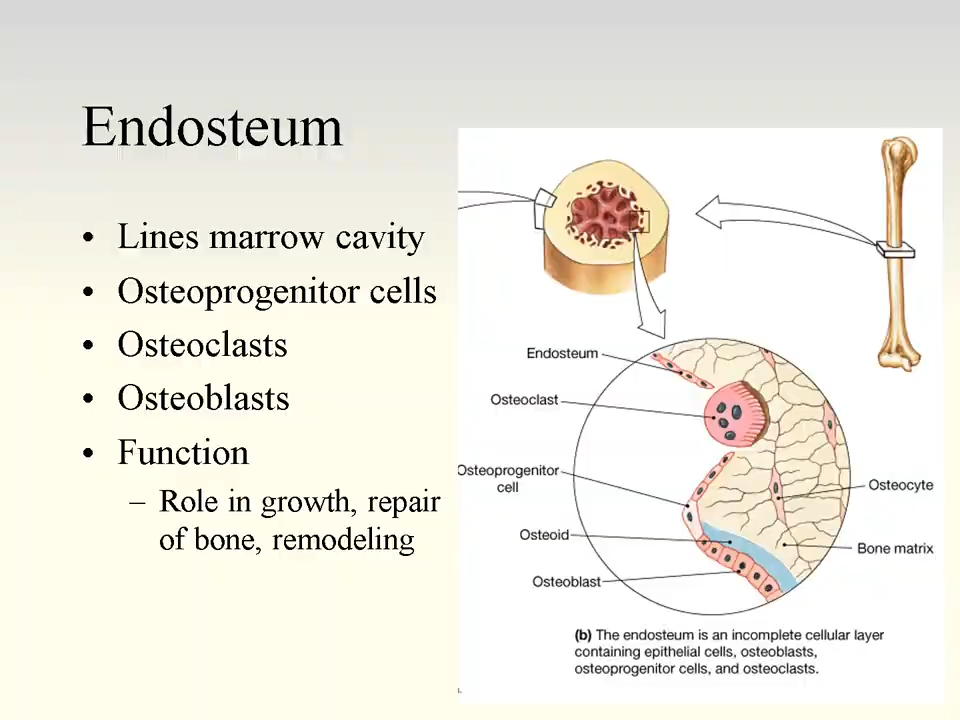 Endosteum
• Lines marrow cavity
• Osteoprogenitor cells
• Osteoclasts
• Osteoblasts
• Function
– Role in growth, repair
of bone, remodeling
Endosteum
Osteoclast
Osteoprogenitor
cell
Osteoid
Osteoblast
Osteocyte
Bone matrix
(b) The endosteum is an incomplete cellular layer
containing epithelial cells, osteoblasts,
osteoprogenitor cells, and osteoclasts.